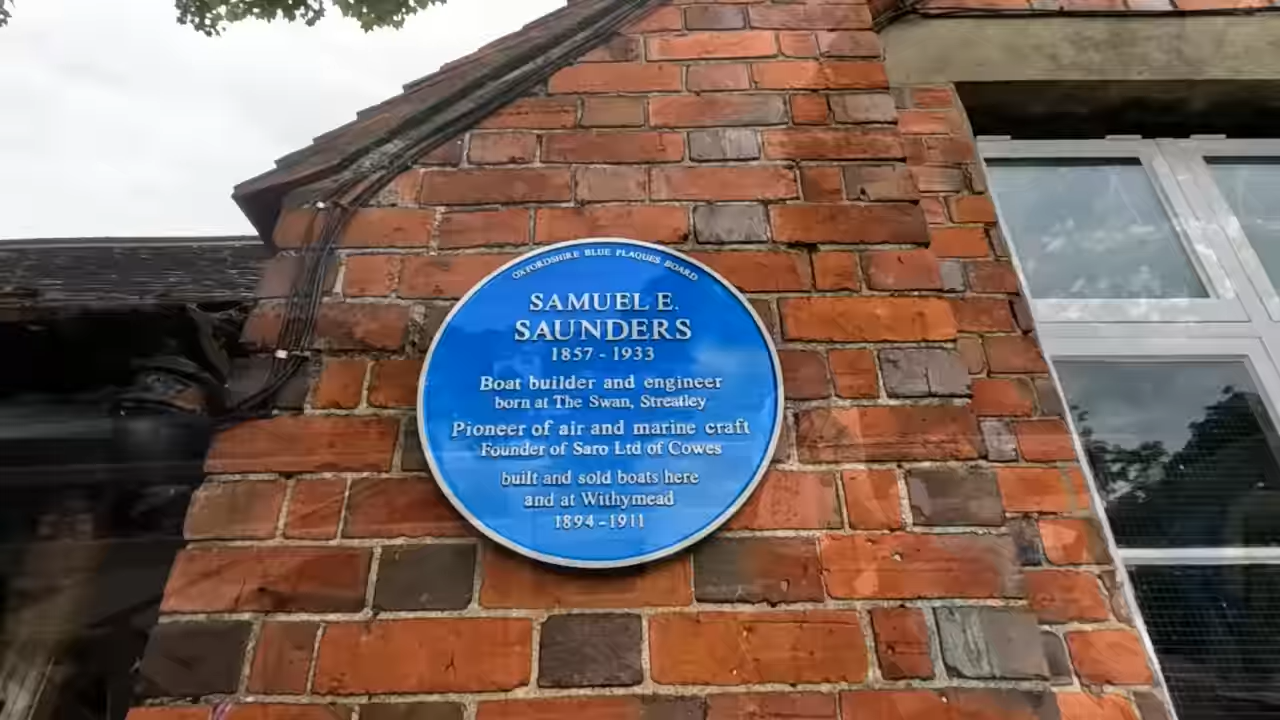 OXFORDSHIRE BLUE PLAQUES BOARD
SAMUEL E.
SAUNDERS
1857 - 1933
Boat builder and engineer
born at The Swan, Streatley
Pioneer of air and marine craft
Founder of Saro Ltd of Cowes
built and sold boats here
and at Withymead
1894 - 1911